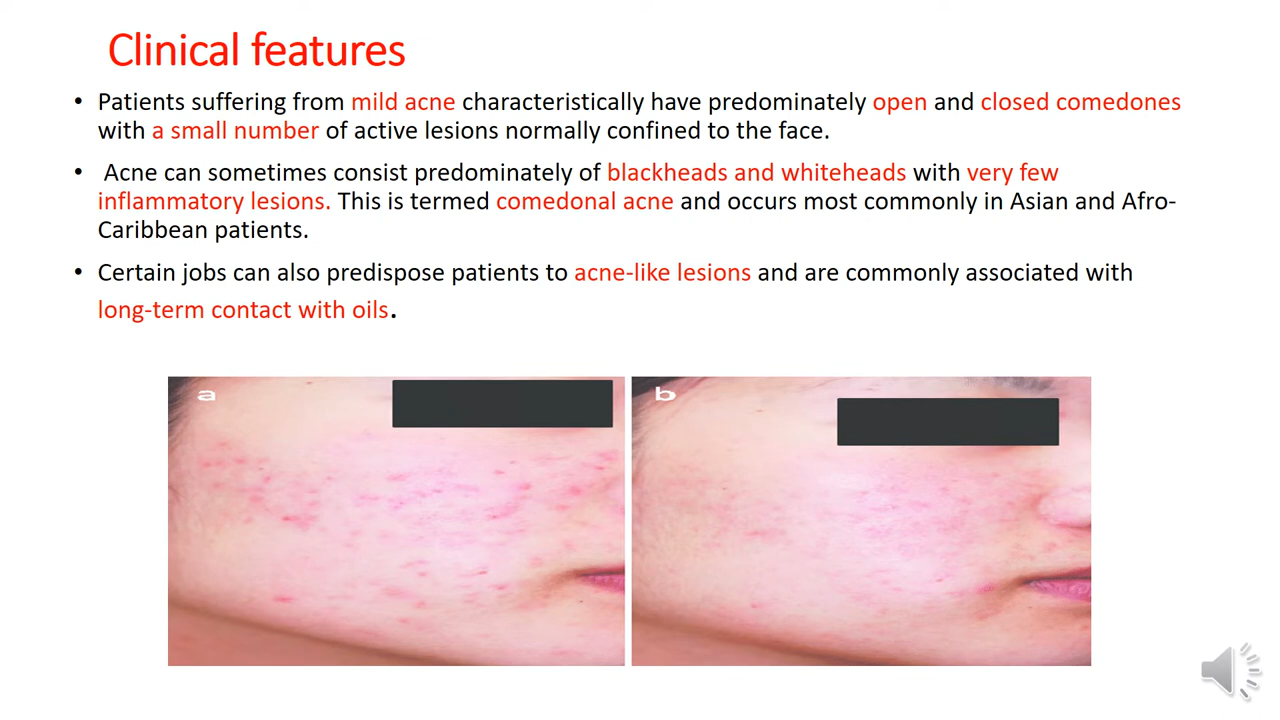 Clinical features
• Patients suffering from mild acne characteristically have predominately open and closed comedones
with a small number of active lesions normally confined to the face.
• Acne can sometimes consist predominately of blackheads and whiteheads with very few
inflammatory lesions. This is termed comedonal acne and occurs most commonly in Asian and Afro-
Caribbean patients.
• Certain jobs can also predispose patients to acne-like lesions and are commonly associated with
long-term contact with oils.
a
b